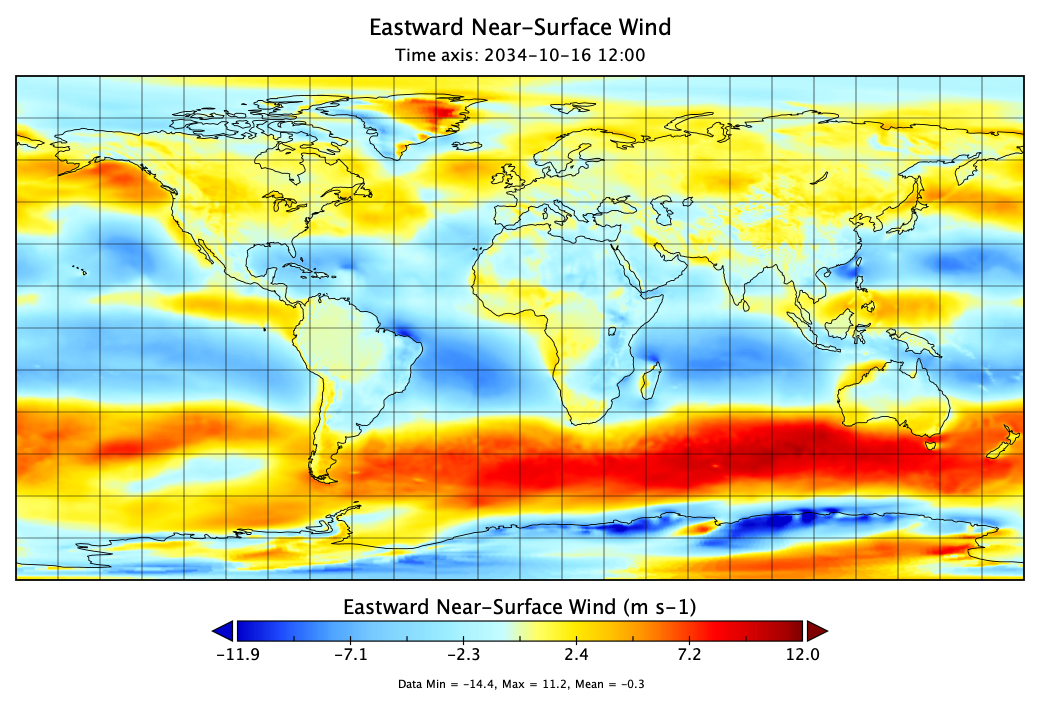 Eastward Near-Surface Wind
Time axis: 2034-10-16 12:00
Eastward Near-Surface Wind (m s-1)
-11.9 -7.1 -2.3 2.4 7.2 12.0
Data Min = -14.4, Max = 11.2, Mean = -0.3